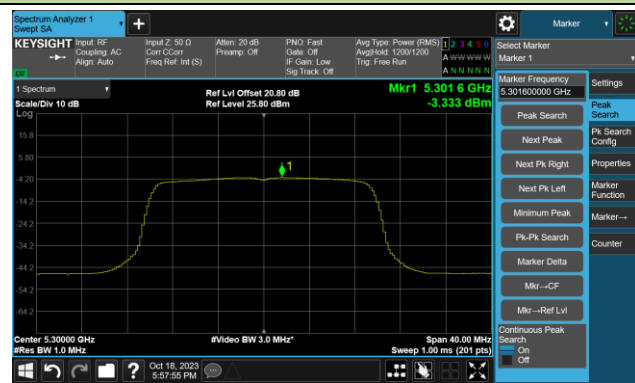 Spectrum Analyzer 1
Swept SA
+
Marker
KEYSIGHT
Input: RF
Coupling: AC
Align: Auto
Input Z: 50 Ω
Corr CCorr
Freq Ref: Int (S)
Atten: 20 dB
Preamp: Off
PNO: Fast
Gate: Off
IF Gain: Low
Sig Track: Off
Avg Type: Power (RMS)
Avg|Hold: 1200/1200
Trig: Free Run
1 2 3 4 5 6
A W W W W W
A N N N N N
LU
Select Marker
Marker 1
1 Spectrum
Scale/Div 10 dB
Log
Ref Lvl Offset 20.80 dB
Ref Level 25.80 dBm
Mkr1 5.301 6 GHz
-3.333 dBm
15.8
5.80
-4.20
-14.2
-24.2
-34.2
-44.2
-54.2
-64.2
1
Center 5.30000 GHz
#Res BW 1.0 MHz
#Video BW 3.0 MHz*
Span 40.00 MHz
Sweep 1.00 ms (201 pts)
Marker Frequency
5.301600000 GHz
Peak Search
Next Peak
Next Pk Right
Next Pk Left
Minimum Peak
Pk-Pk Search
Marker Delta
Mkr→CF
Mkr→Ref Lvl
Continuous Peak
Search
On
Off
Settings
Peak
Search
Pk Search
Config
Properties
Marker
Function
Marker→
Counter
?
Oct 18, 2023
5:57:55 PM